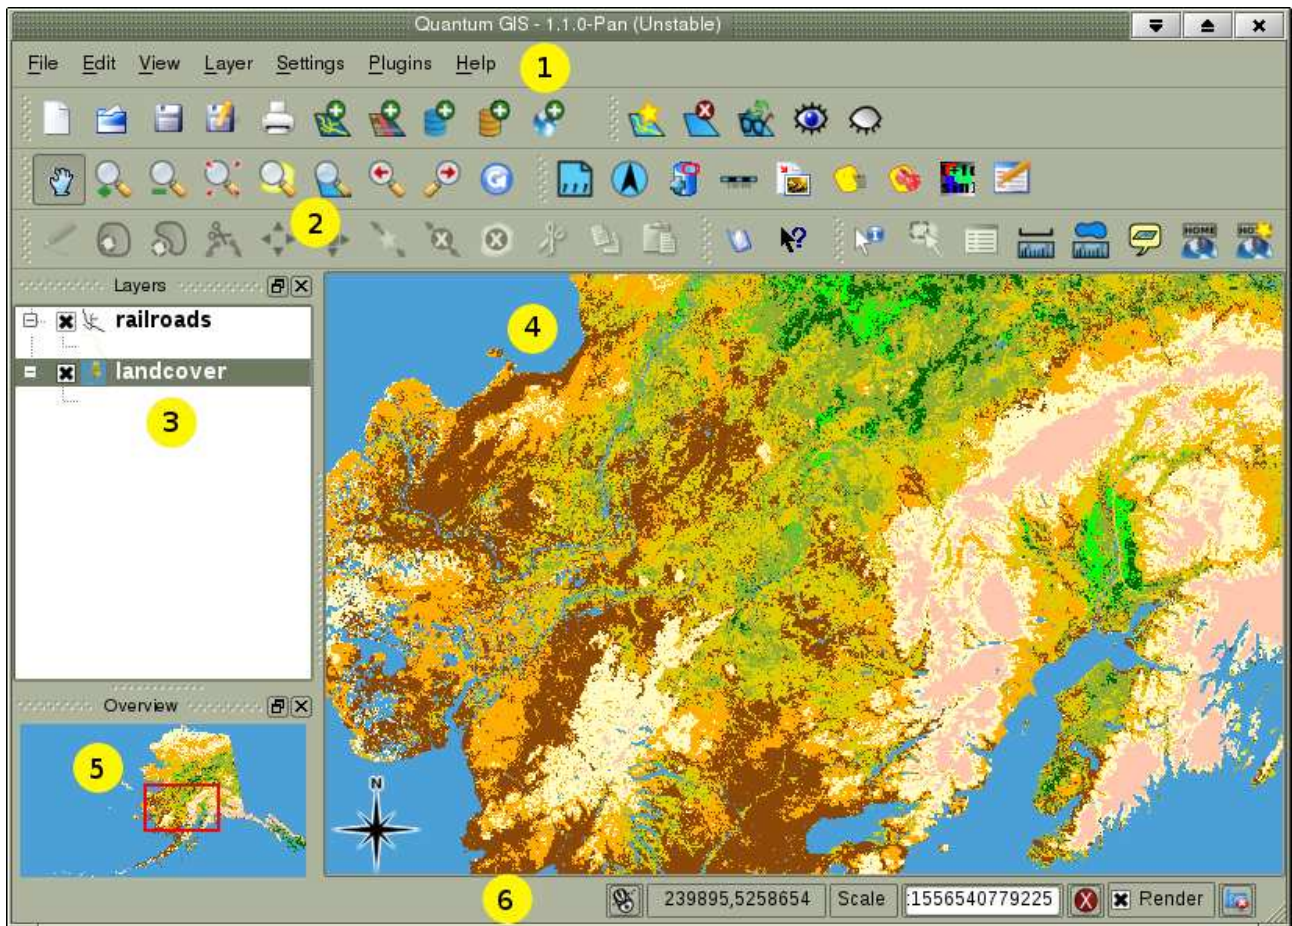 Quantum GIS - 1.1.0-Pan (Unstable)
File Edit View Layer Settings Plugins Help 1
2
Layers
railroads
landcover
3
4
Overview
5
N
6
239895,5258654 Scale :1556540779225 Render